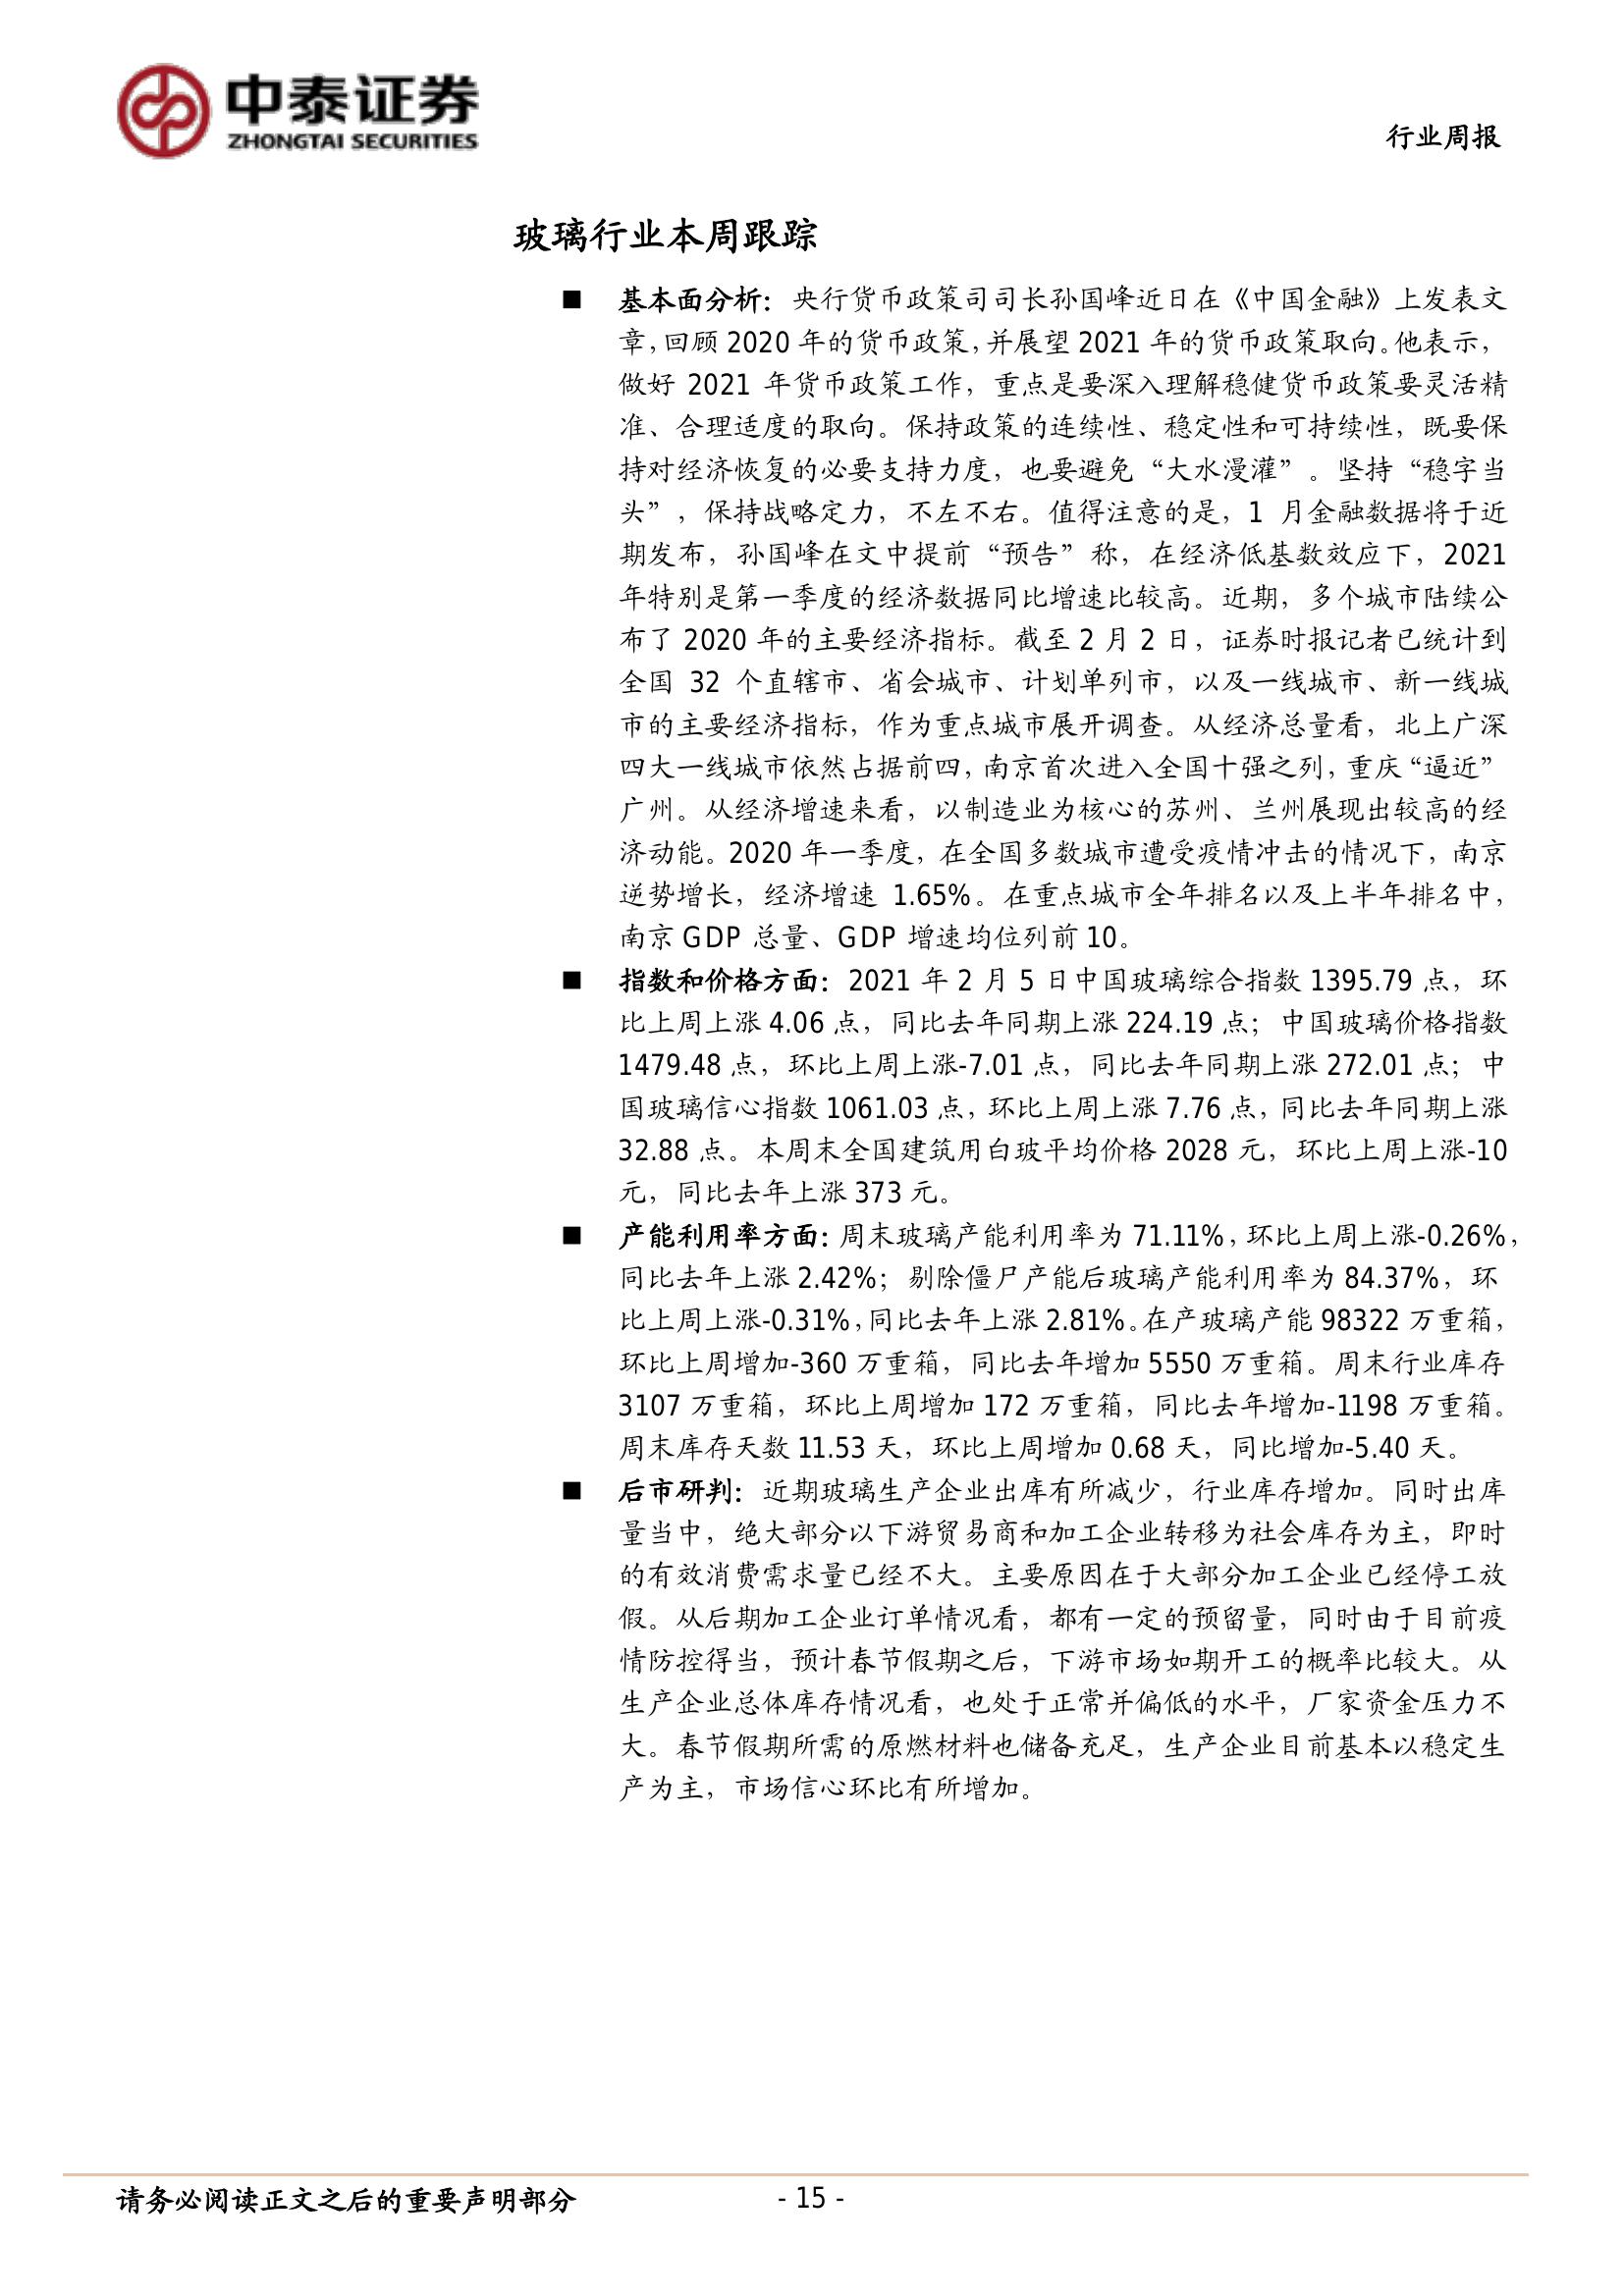 中泰证券
ZHONGTAI SECURITIES
行业周报
玻璃行业本周跟踪
■ 基本面分析：央行货币政策司司长孙国峰近日在《中国金融》上发表文
章，回顾 2020 年的货币政策，并展望 2021 年的货币政策取向。他表示，
做好 2021 年货币政策工作，重点是要深入理解稳健货币政策要灵活精
准、合理适度的取向。保持政策的连续性、稳定性和可持续性，既要保
持对经济恢复的必要支持力度，也要避免“大水漫灌”。坚持“稳字当
头”，保持战略定力，不左不右。值得注意的是，1 月金融数据将于近
期发布，孙国峰在文中提前“预告”称，在经济低基数效应下，2021
年特别是第一季度的经济数据同比增速比较高。近期，多个城市陆续公
布了 2020 年的主要经济指标。截至 2 月 2 日，证券时报记者已统计到
全国 32 个直辖市、省会城市、计划单列市，以及一线城市、新一线城
市的主要经济指标，作为重点城市展开调查。从经济总量看，北上广深
四大一线城市依然占据前四，南京首次进入全国十强之列，重庆“逼近”
广州。从经济增速来看，以制造业为核心的苏州、兰州展现出较高的经
济动能。2020 年一季度，在全国多数城市遭受疫情冲击的情况下，南京
逆势增长，经济增速 1.65%。在重点城市全年排名以及上半年排名中，
南京 GDP 总量、GDP 增速均位列前 10。
■ 指数和价格方面：2021 年 2 月 5 日中国玻璃综合指数 1395.79 点，环
比上周上涨 4.06 点，同比去年同期上涨 224.19 点；中国玻璃价格指数
1479.48 点，环比上周上涨-7.01 点，同比去年同期上涨 272.01 点；中
国玻璃信心指数 1061.03 点，环比上周上涨 7.76 点，同比去年同期上涨
32.88 点。本周末全国建筑用白玻平均价格 2028 元，环比上周上涨-10
元，同比去年上涨 373 元。
■ 产能利用率方面：周末玻璃产能利用率为 71.11%，环比上周上涨-0.26%，
同比去年上涨 2.42%；剔除僵尸产能后玻璃产能利用率为 84.37%，环
比上周上涨-0.31%，同比去年上涨 2.81%。在产玻璃产能 98322 万重箱，
环比上周增加-360 万重箱，同比去年增加 5550 万重箱。周末行业库存
3107 万重箱，环比上周增加 172 万重箱，同比去年增加-1198 万重箱。
周末库存天数 11.53 天，环比上周增加 0.68 天，同比增加-5.40 天。
■ 后市研判：近期玻璃生产企业出库有所减少，行业库存增加。同时出库
量当中，绝大部分以下游贸易商和加工企业转移为社会库存为主，即时
的有效消费需求量已经不大。主要原因在于大部分加工企业已经停工放
假。从后期加工企业订单情况看，都有一定的预留量，同时由于目前疫
情防控得当，预计春节假期之后，下游市场如期开工的概率比较大。从
生产企业总体库存情况看，也处于正常并偏低的水平，厂家资金压力不
大。春节假期所需的原燃材料也储备充足，生产企业目前基本以稳定生
产为主，市场信心环比有所增加。
请务必阅读正文之后的重要声明部分
- 15 -